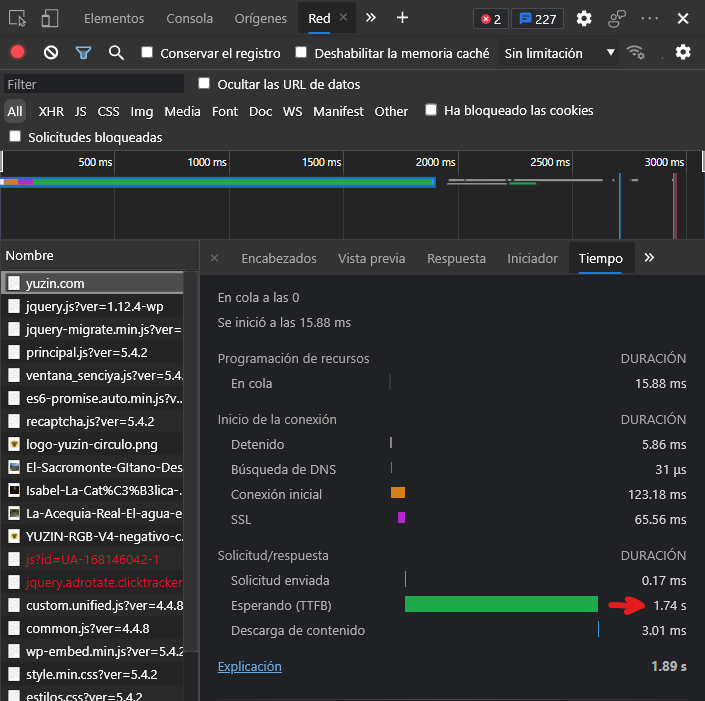 Elementos Consola Orígenes Red 2 227
Conservar el registro Deshabilitar la memoria caché Sin limitación
Filter Ocultar las URL de datos
All XHR JS CSS Img Media Font Doc WS Manifest Other Ha bloqueado las cookies
Solicitudes bloqueadas
500 ms 1000 ms 1500 ms 2000 ms 2500 ms 3000 ms
Nombre
yuzin.com
jquery.js?ver=1.12.4-wp
jquery-migrate.min.js?ver=
principal.js?ver=5.4.2
ventana_senciya.js?ver=5.4.
es6-promise.auto.min.js?v...
recaptcha.js?ver=5.4.2
logo-yuzin-circulo.png
El-Sacromonte-GItano-Des
Isabel-La-Cat%C3%B3lica-.
La-Acequia-Real-El-agua-e
YUZIN-RGB-V4-negativo-c.
js?id=UA-168146042-1
jquery.adrotate.clicktracker
custom.unified.js?ver=4.4.8
common.js?ver=4.4.8
wp-embed.min.js?ver=5.4.2
style.min.css?ver=5.4.2
estilos.css?ver=5.4.2
Encabezados Vista previa Respuesta Iniciador Tiempo
En cola a las 0
Se inició a las 15.88 ms
Programación de recursos DURACIÓN
En cola 15.88 ms
Inicio de la conexión DURACIÓN
Detenido 5.86 ms
Búsqueda de DNS 31 µs
Conexión inicial 123.18 ms
SSL 65.56 ms
Solicitud/respuesta DURACIÓN
Solicitud enviada 0.17 ms
Esperando (TTFB) 1.74 s
Descarga de contenido 3.01 ms
Explicación 1.89 s